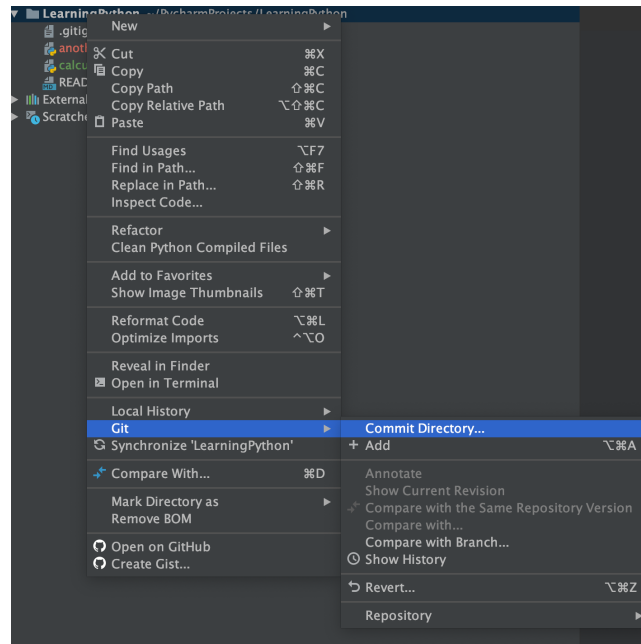 LearningPython ~/PycharmProjects/LearningPython
New
.gitig
Cut ⌘X
anoth
Copy ⌘C
calcu
Copy Path ⇧⌘C
READ
Copy Relative Path ⌥⇧⌘C
External
Paste ⌘V
Scratche
Find Usages ⌥F7
Find in Path... ⇧⌘F
Replace in Path... ⇧⌘R
Inspect Code...
Refactor
Clean Python Compiled Files
Add to Favorites
Show Image Thumbnails ⇧⌘T
Reformat Code ⌥⌘L
Optimize Imports ^⌥O
Reveal in Finder
Open in Terminal
Local History
Git
Synchronize 'LearningPython'
Compare With... ⌘D
Mark Directory as
Remove BOM
Open on GitHub
Create Gist...
Commit Directory...
Add ⌥⌘A
Annotate
Show Current Revision
Compare with the Same Repository Version
Compare with...
Compare with Branch...
Show History
Revert... ⌥⌘Z
Repository